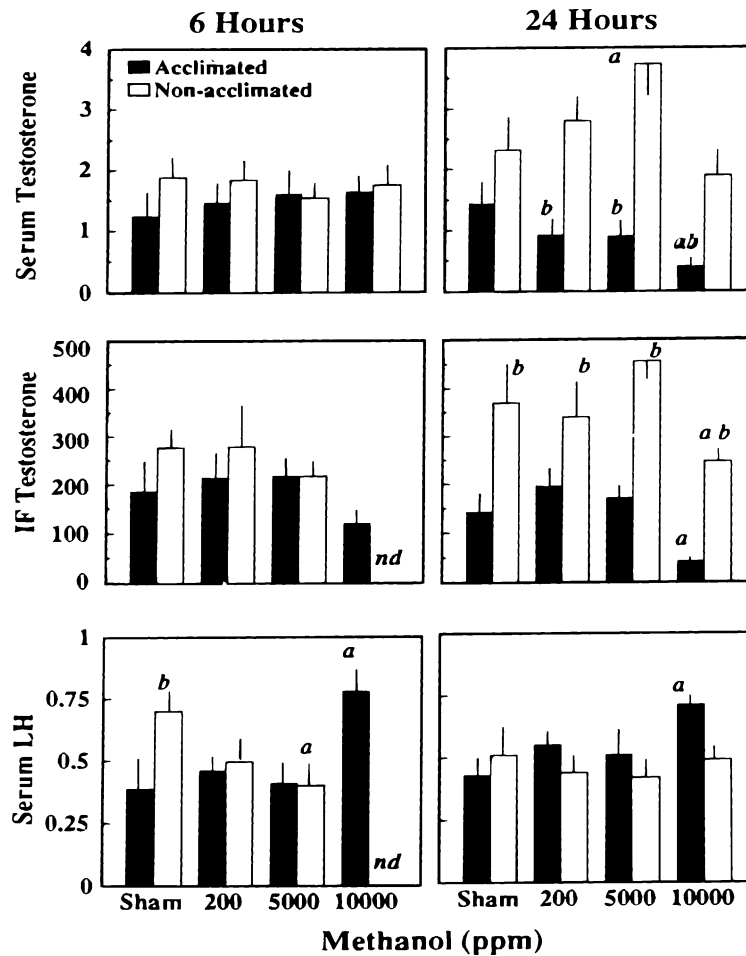 6 Hours
24 Hours
Serum Testosterone
4
3
2
1
0
Acclimated
Non-acclimated
a
b
b
ab
IF Testosterone
500
400
300
200
100
0
nd
b
b
b
a b
a
Serum LH
1
0.75
0.5
0.25
0
b
a
a
nd
a
Sham 200 5000 10000
Sham 200 5000 10000
Methanol (ppm)